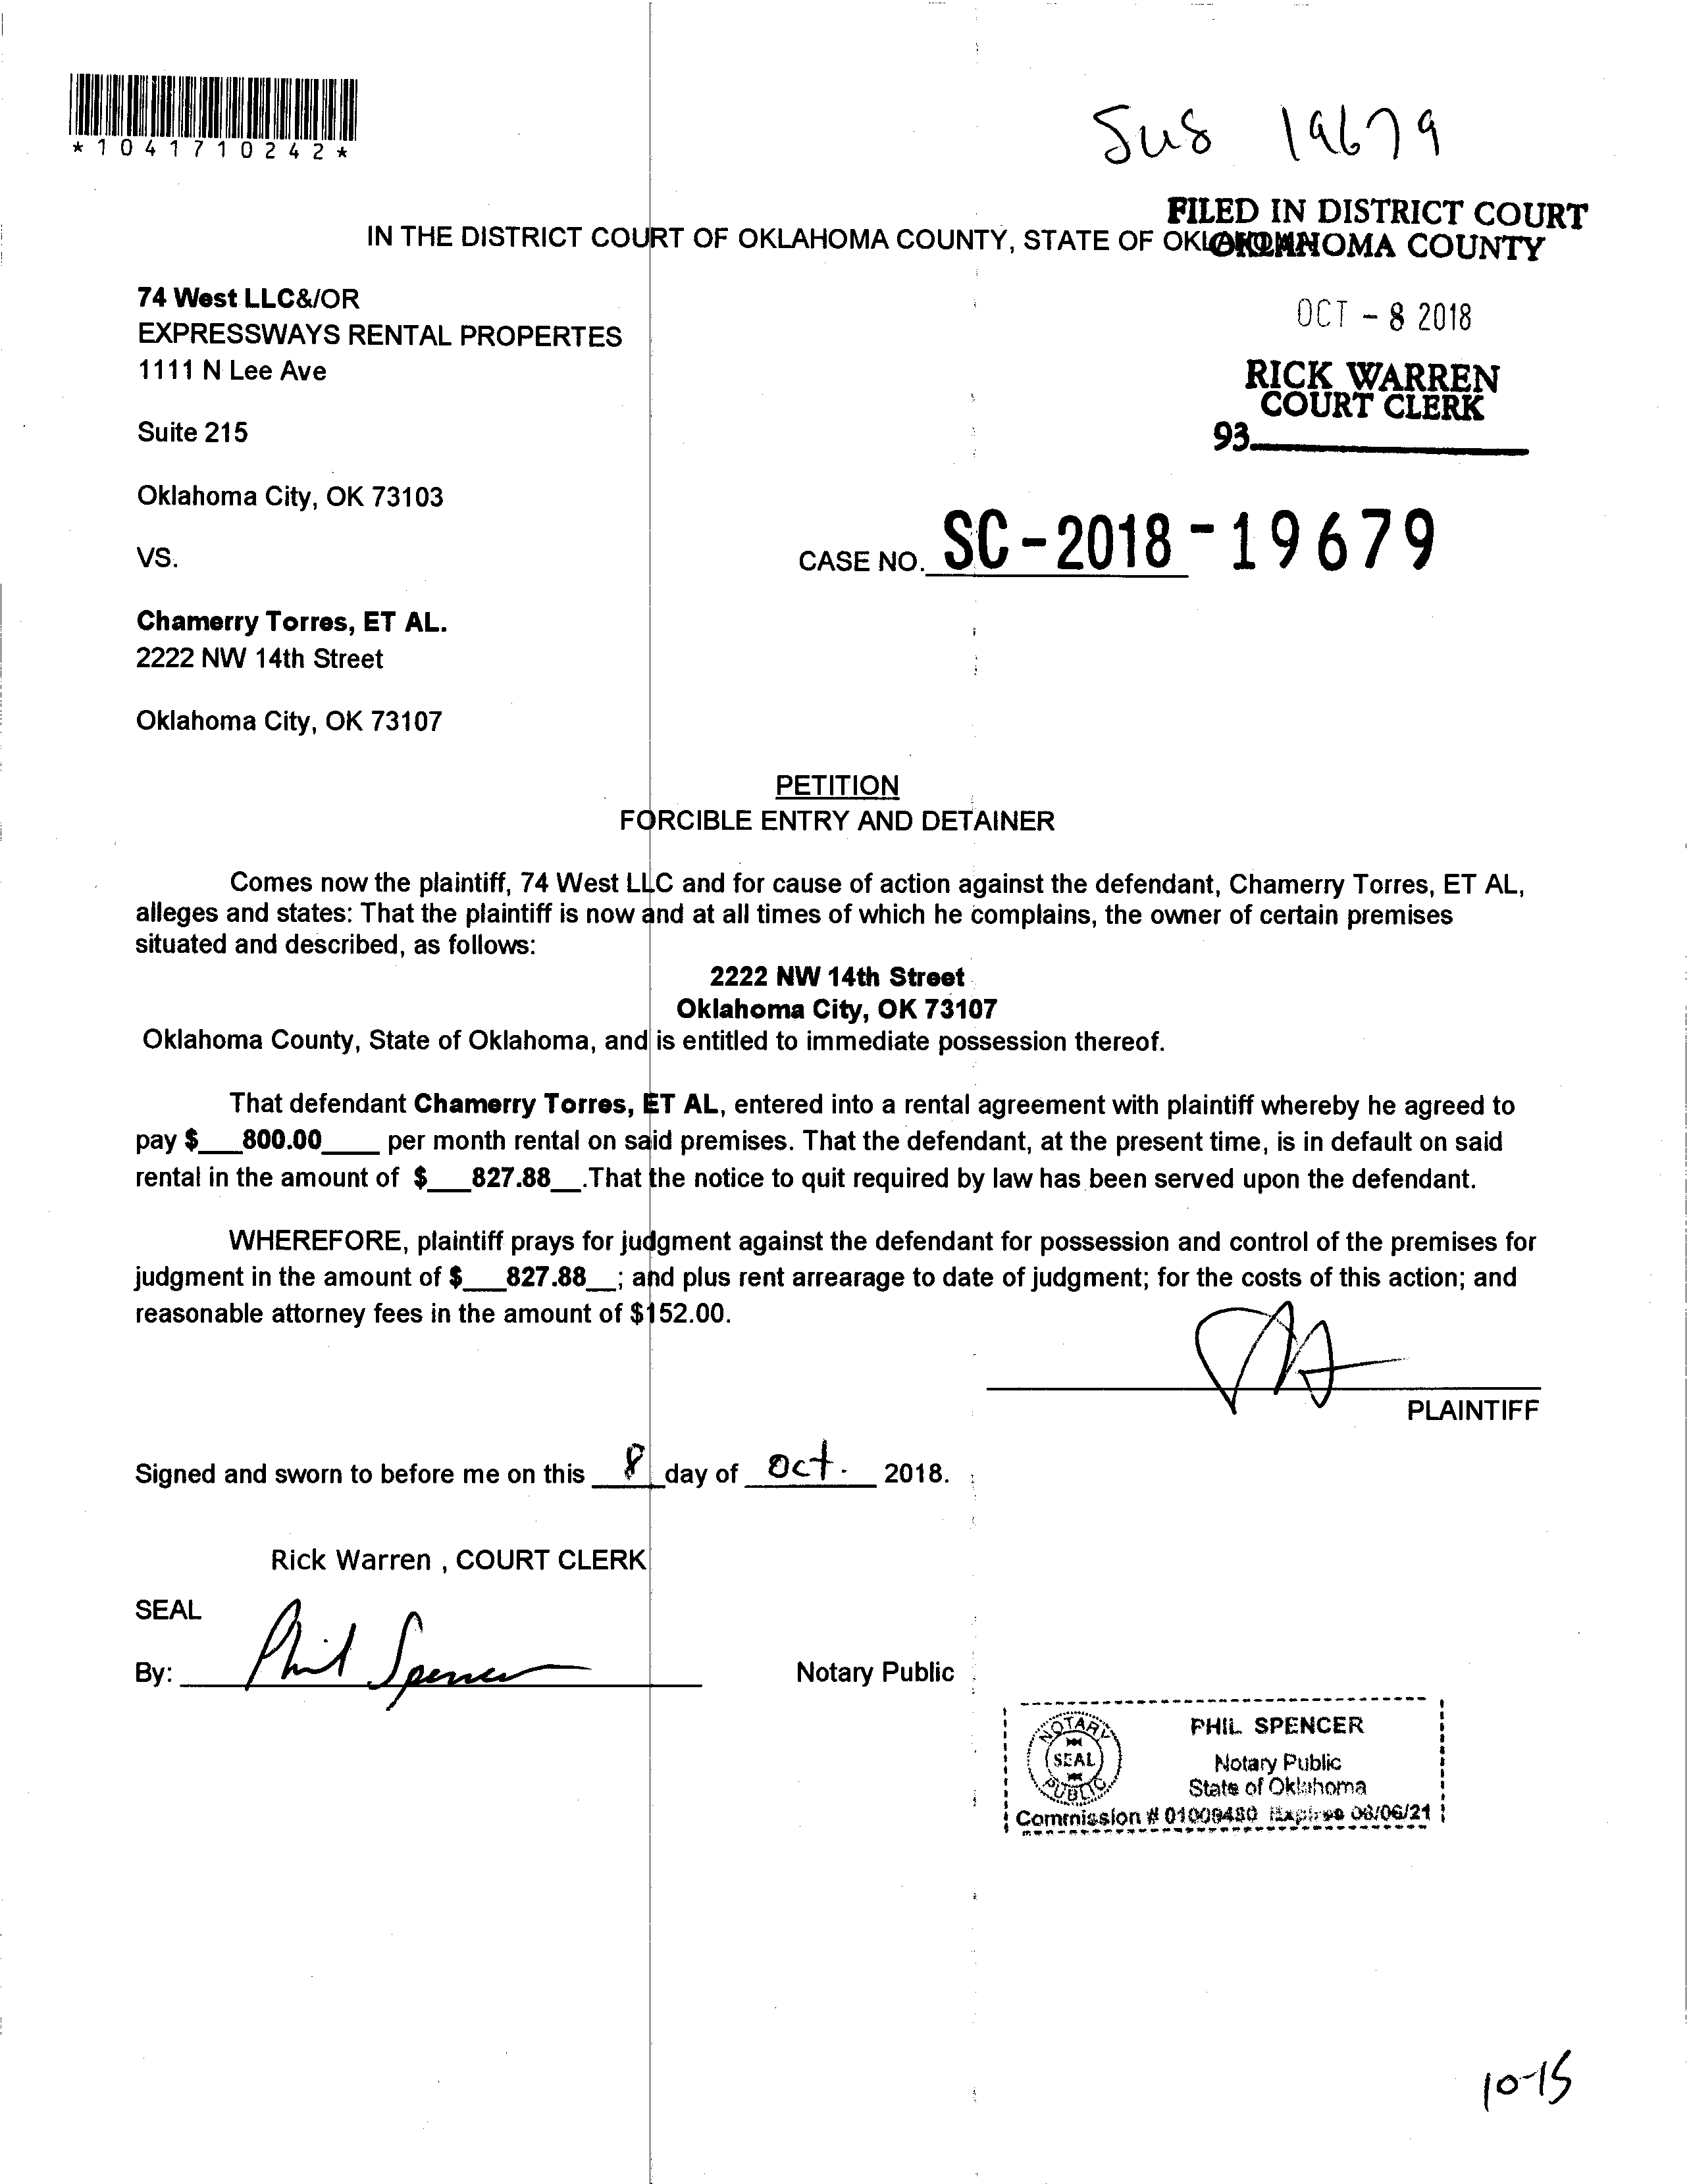 *1041710242*
Sus 19679
FILED IN DISTRICT COURT
OKLAHOMA COUNTY
IN THE DISTRICT COURT OF OKLAHOMA COUNTY, STATE OF
74 West LLC&/OR
EXPRESSWAYS RENTAL PROPERTES
1111 N Lee Ave
OCT - 8 2018
RICK WARREN
COURT CLERK
93
Suite 215
Oklahoma City, OK 73103
VS.
CASE NO. SC-2018-19679
Chamerry Torres, ET AL.
2222 NW 14th Street
Oklahoma City, OK 73107
PETITION
FORCIBLE ENTRY AND DETAINER
Comes now the plaintiff, 74 West LLC and for cause of action against the defendant, Chamerry Torres, ET AL,
alleges and states: That the plaintiff is now and at all times of which he complains, the owner of certain premises
situated and described, as follows:
2222 NW 14th Street
Oklahoma City, OK 73107
Oklahoma County, State of Oklahoma, and is entitled to immediate possession thereof.
That defendant Chamerry Torres, ET AL, entered into a rental agreement with plaintiff whereby he agreed to
pay $___800.00____ per month rental on said premises. That the defendant, at the present time, is in default on said
rental in the amount of $___827.88__.That the notice to quit required by law has been served upon the defendant.
WHEREFORE, plaintiff prays for judgment against the defendant for possession and control of the premises for
judgment in the amount of $___827.88__; and plus rent arrearage to date of judgment; for the costs of this action; and
reasonable attorney fees in the amount of $152.00.
PLAINTIFF
Signed and sworn to before me on this 8 day of Oct. 2018.
Rick Warren , COURT CLERK
SEAL
By: Phil Spencer
Notary Public
NOTARY
SEAL
PUBLIC
PHIL SPENCER
Notary Public
State of Oklahoma
Commission # 01009480 Expires 06/06/21
10-15